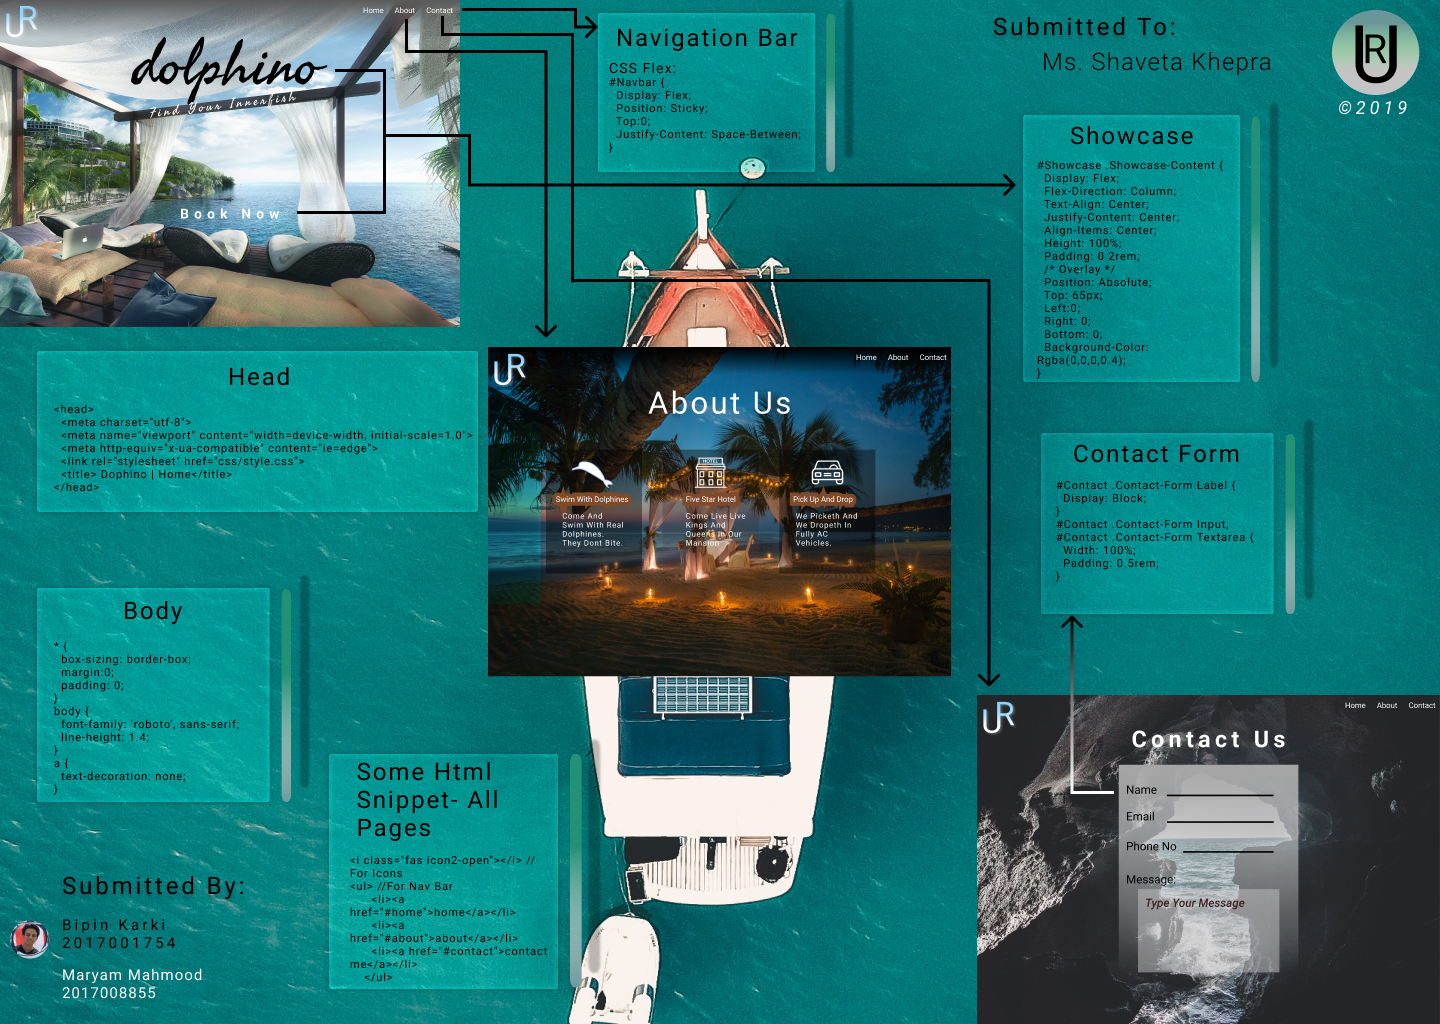 UR
Home About Contact
dolphino
Find Your Innerfish
Book Now
Navigation Bar
CSS Flex:
#Navbar {
Display: Flex;
Position: Sticky;
Top:0;
Justify-Content: Space-Between;
}
Submitted To:
Ms. Shaveta Khepra
UR
©2019
Showcase
#Showcase .Showcase-Content {
Display: Flex;
Flex-Direction: Column;
Text-Align: Center;
Justify-Content: Center;
Align-Items: Center;
Height: 100%;
Padding: 0 2rem;
/* Overlay */
Position: Absolute;
Top: 65px;
Left:0;
Right: 0;
Bottom: 0;
Background-Color:
Rgba(0,0,0,0.4);
}
Head
<head>
<meta charset="utf-8">
<meta name="viewport" content="width=device-width, initial-scale=1.0">
<meta http-equiv="x-ua-compatible" content="ie=edge">
<link rel="stylesheet" href="css/style.css">
<title> Dophino | Home</title>
</head>
UR
Home About Contact
About Us
HOTEL
Swim With Dolphines
Come And
Swim With Real
Dolphines.
They Dont Bite.
Five Star Hotel
Come Live Live
Kings And
Queens In Our
Mansion
Pick Up And Drop
We Picketh And
We Dropeth In
Fully AC
Vehicles.
Contact Form
#Contact .Contact-Form Label {
Display: Block;
}
#Contact .Contact-Form Input,
#Contact .Contact-Form Textarea {
Width: 100%;
Padding: 0.5rem;
}
Body
* {
box-sizing: border-box;
margin:0;
padding: 0;
}
body {
font-family: 'roboto', sans-serif;
line-height: 1.4;
}
a {
text-decoration: none;
}
Some Html
Snippet- All
Pages
<i class="fas icon2-open"></i> //
For Icons
<ul> //For Nav Bar
<li><a
href="#home">home</a></li>
<li><a
href="#about">about</a></li>
<li><a href="#contact">contact
me</a></li>
</ul>
UR
Home About Contact
Contact Us
Name
Email
Phone No
Message:
Type Your Message
Submitted By:
Bipin Karki
2017001754
Maryam Mahmood
2017008855